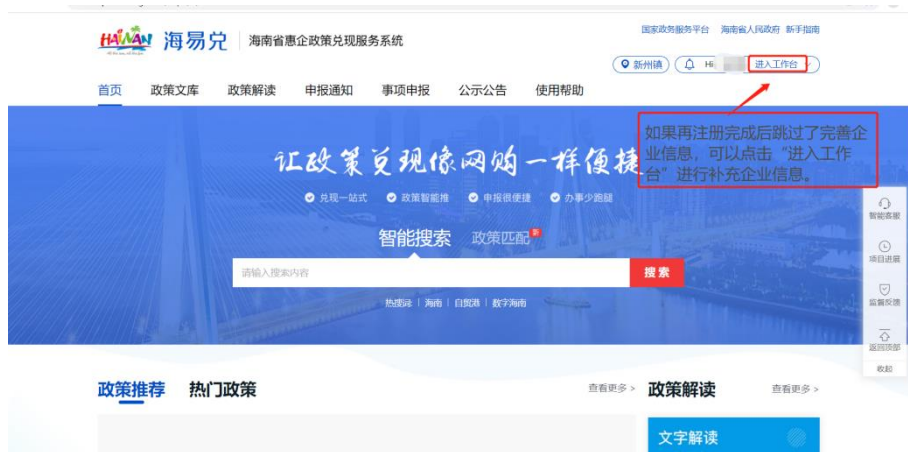 HAINAN 海易兑 海南省惠企政策兑现服务系统
国家政务服务平台 海南省人民政府 新手指南
新州镇 Hi 进入工作台
首页 政策文库 政策解读 申报通知 事项申报 公示公告 使用帮助
如果再注册完成后跳过了完善企
业信息，可以点击“进入工作
台”进行补充企业信息。
让政策兑现像网购一样便捷
兑现一站式 政策智能推 申报很便捷 办事少跑腿
智能搜索 政策匹配 新
请输入搜索内容 搜索
热搜词 | 海南 | 自贸港 | 数字海南
智能客服
项目进展
监督反馈
返回顶部
收起
政策推荐 热门政策 查看更多 > 政策解读 查看更多 >
文字解读